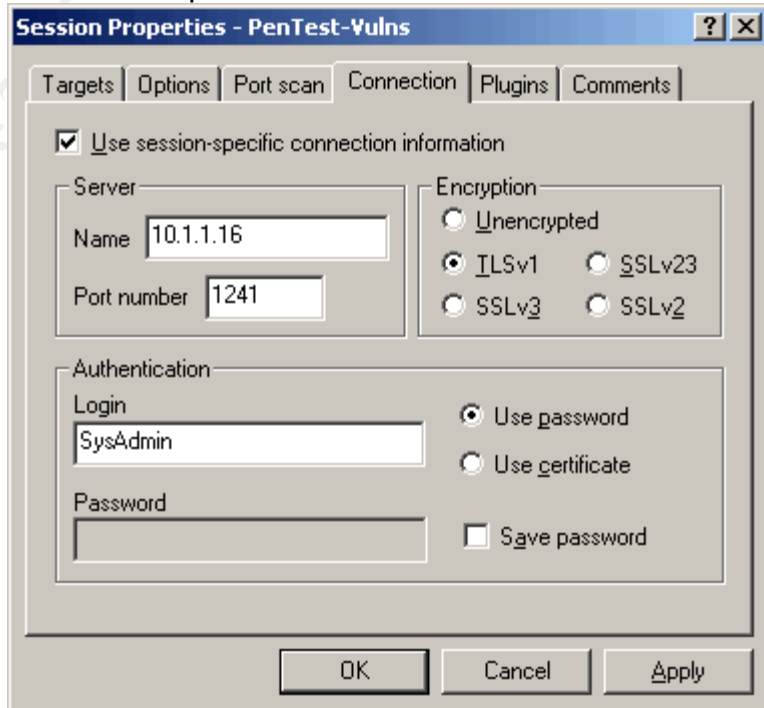 Session Properties - PenTest-Vulns
Targets Options Port scan Connection Plugins Comments
Use session-specific connection information
Server
Name 10.1.1.16
Port number 1241
Encryption
Unencrypted
TLSv1 SSLv23
SSLv3 SSLv2
Authentication
Login
SysAdmin
Password
Use password
Use certificate
Save password
OK Cancel Apply